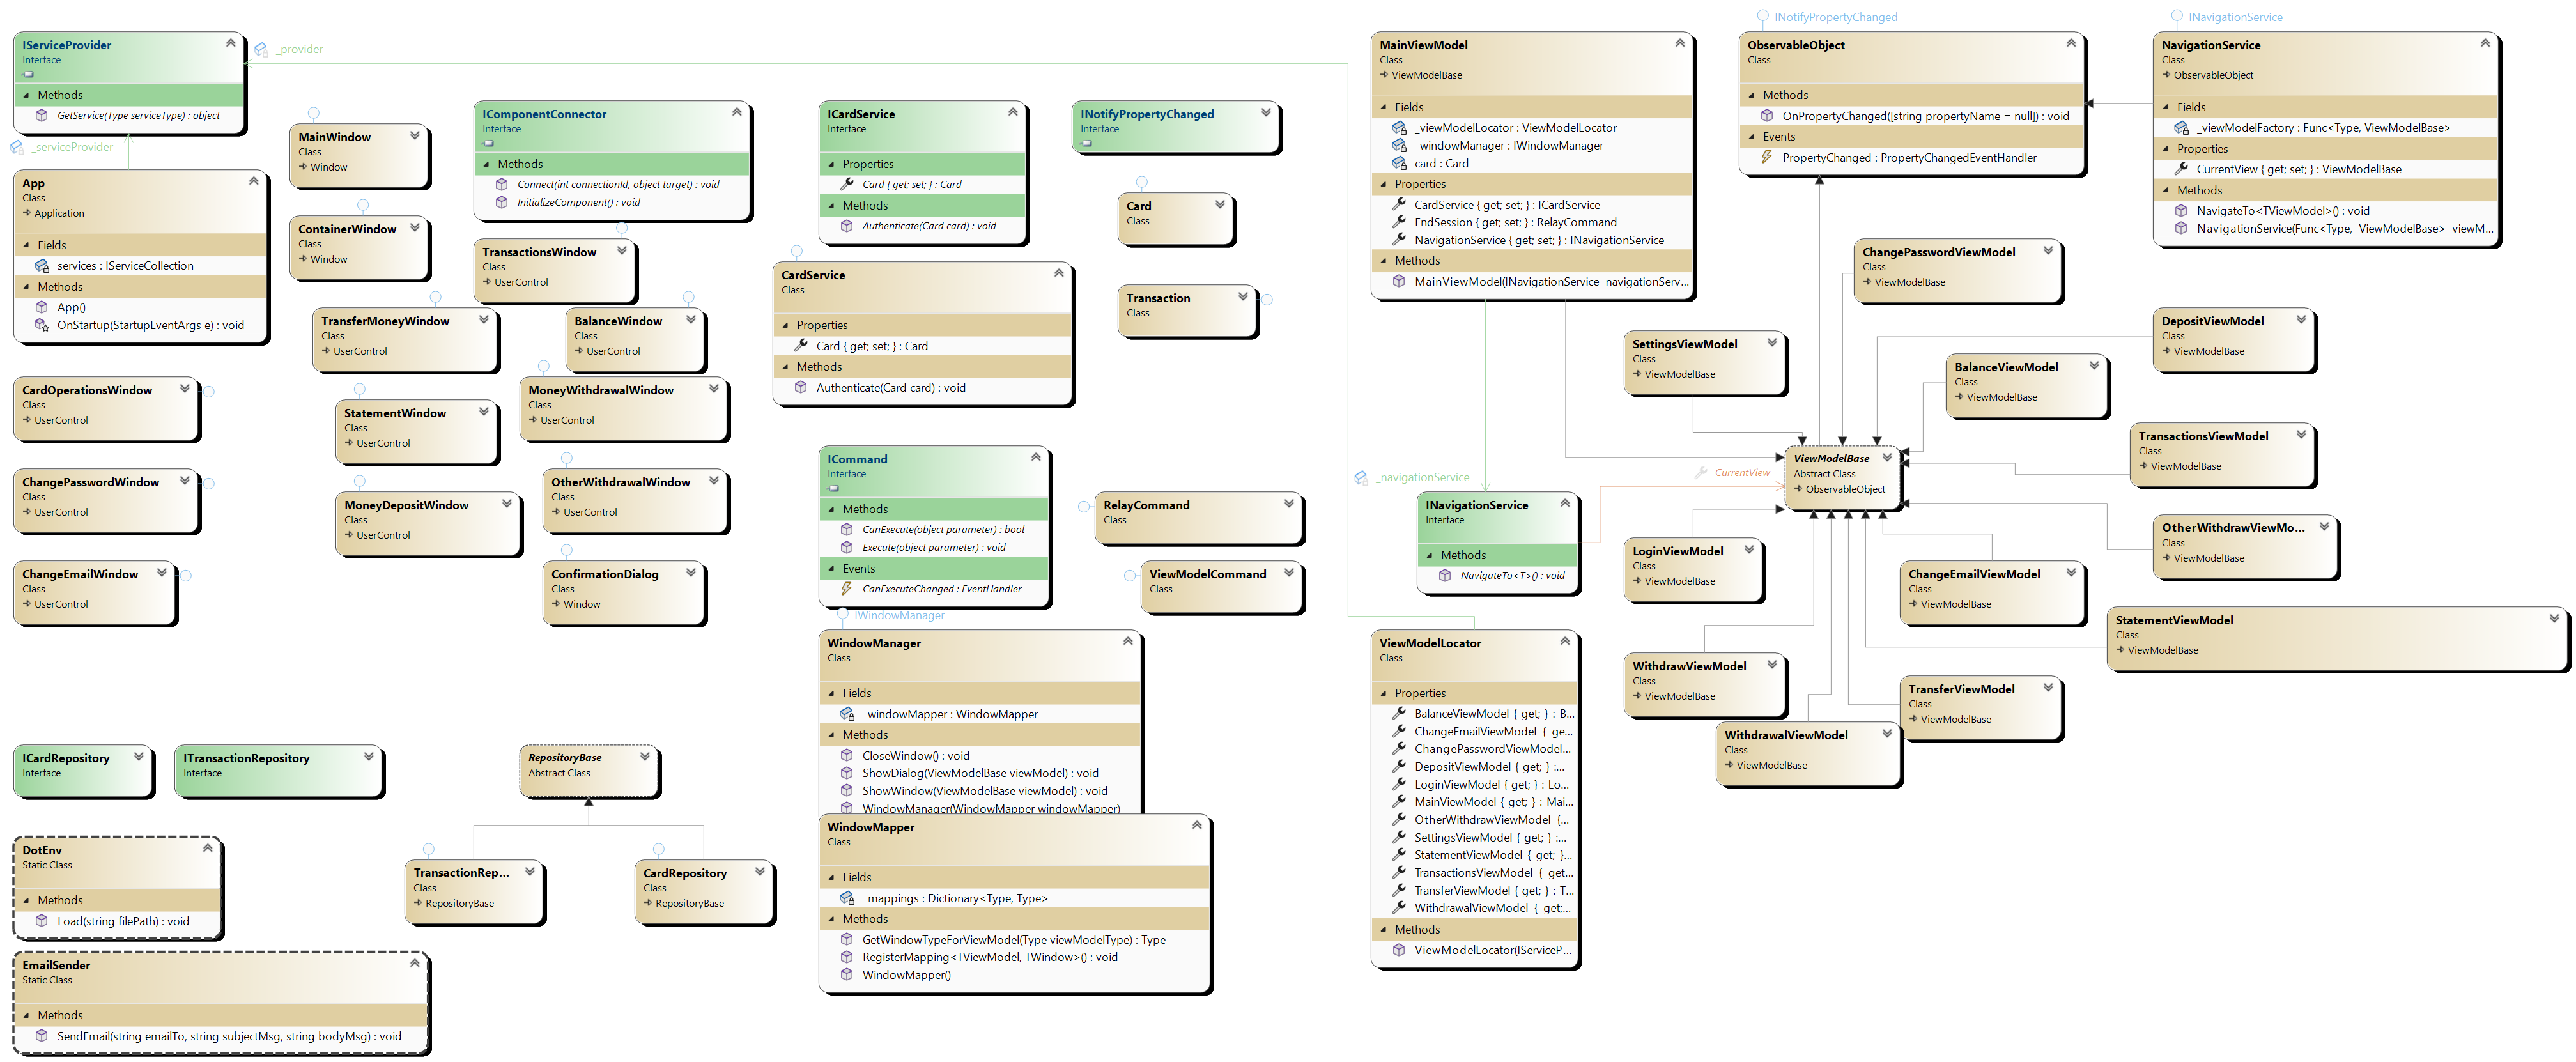 IServiceProvider
Interface
Methods
GetService(Type serviceType) : object
_provider
_serviceProvider
App
Class
Application
Fields
services : IServiceCollection
Methods
App()
OnStartup(StartupEventArgs e) : void
MainWindow
Class
Window
ContainerWindow
Class
Window
IComponentConnector
Interface
Methods
Connect(int connectionId, object target) : void
InitializeComponent() : void
TransactionsWindow
Class
UserControl
TransferMoneyWindow
Class
UserControl
BalanceWindow
Class
UserControl
CardOperationsWindow
Class
UserControl
StatementWindow
Class
UserControl
MoneyWithdrawalWindow
Class
UserControl
ChangePasswordWindow
Class
UserControl
MoneyDepositWindow
Class
UserControl
OtherWithdrawalWindow
Class
UserControl
ChangeEmailWindow
Class
UserControl
ConfirmationDialog
Class
Window
ICardService
Interface
Properties
Card { get; set; } : Card
Methods
Authenticate(Card card) : void
INotifyPropertyChanged
Interface
Card
Class
Transaction
Class
CardService
Class
Properties
Card { get; set; } : Card
Methods
Authenticate(Card card) : void
ICommand
Interface
Methods
CanExecute(object parameter) : bool
Execute(object parameter) : void
Events
CanExecuteChanged : EventHandler
RelayCommand
Class
ViewModelCommand
Class
IWindowManager
WindowManager
Class
Fields
_windowMapper : WindowMapper
Methods
CloseWindow() : void
ShowDialog(ViewModelBase viewModel) : void
ShowWindow(ViewModelBase viewModel) : void
WindowManager(WindowMapper windowMapper)
WindowMapper
Class
Fields
_mappings : Dictionary<Type, Type>
Methods
GetWindowTypeForViewModel(Type viewModelType) : Type
RegisterMapping<TViewModel, TWindow>() : void
WindowMapper()
ICardRepository
Interface
ITransactionRepository
Interface
RepositoryBase
Abstract Class
DotEnv
Static Class
Methods
Load(string filePath) : void
TransactionRep...
Class
RepositoryBase
CardRepository
Class
RepositoryBase
EmailSender
Static Class
Methods
SendEmail(string emailTo, string subjectMsg, string bodyMsg) : void
MainViewModel
Class
ViewModelBase
Fields
_viewModelLocator : ViewModelLocator
_windowManager : IWindowManager
card : Card
Properties
CardService { get; set; } : ICardService
EndSession { get; set; } : RelayCommand
NavigationService { get; set; } : INavigationService
Methods
MainViewModel(INavigationService navigationServ...
INotifyPropertyChanged
ObservableObject
Class
Methods
OnPropertyChanged([string propertyName = null]) : void
Events
PropertyChanged : PropertyChangedEventHandler
INavigationService
NavigationService
Class
ObservableObject
Fields
_viewModelFactory : Func<Type, ViewModelBase>
Properties
CurrentView { get; set; } : ViewModelBase
Methods
NavigateTo<TViewModel>() : void
NavigationService(Func<Type, ViewModelBase> viewM...
ChangePasswordViewModel
Class
ViewModelBase
DepositViewModel
Class
ViewModelBase
SettingsViewModel
Class
ViewModelBase
BalanceViewModel
Class
ViewModelBase
TransactionsViewModel
Class
ViewModelBase
ViewModelBase
Abstract Class
ObservableObject
CurrentView
_navigationService
INavigationService
Interface
Methods
NavigateTo<T>() : void
LoginViewModel
Class
ViewModelBase
OtherWithdrawViewMo...
Class
ViewModelBase
ChangeEmailViewModel
Class
ViewModelBase
StatementViewModel
Class
ViewModelBase
WithdrawViewModel
Class
ViewModelBase
TransferViewModel
Class
ViewModelBase
WithdrawalViewModel
Class
ViewModelBase
ViewModelLocator
Class
Properties
BalanceViewModel { get; } : B...
ChangeEmailViewModel { ge...
ChangePasswordViewModel...
DepositViewModel { get; } :...
LoginViewModel { get; } : Lo...
MainViewModel { get; } : Mai...
OtherWithdrawViewModel {...
SettingsViewModel { get; } :...
StatementViewModel { get; }...
TransactionsViewModel { get...
TransferViewModel { get; } : T...
WithdrawalViewModel { get;...
Methods
ViewModelLocator(IServiceP...